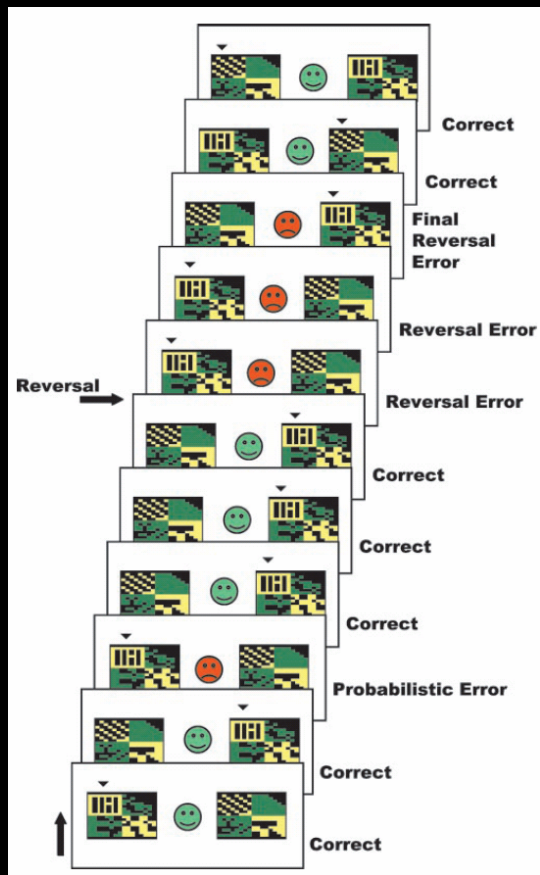 Correct
Correct
Final
Reversal
Error
Reversal Error
Reversal
Reversal Error
Correct
Correct
Correct
Probabilistic Error
Correct
Correct